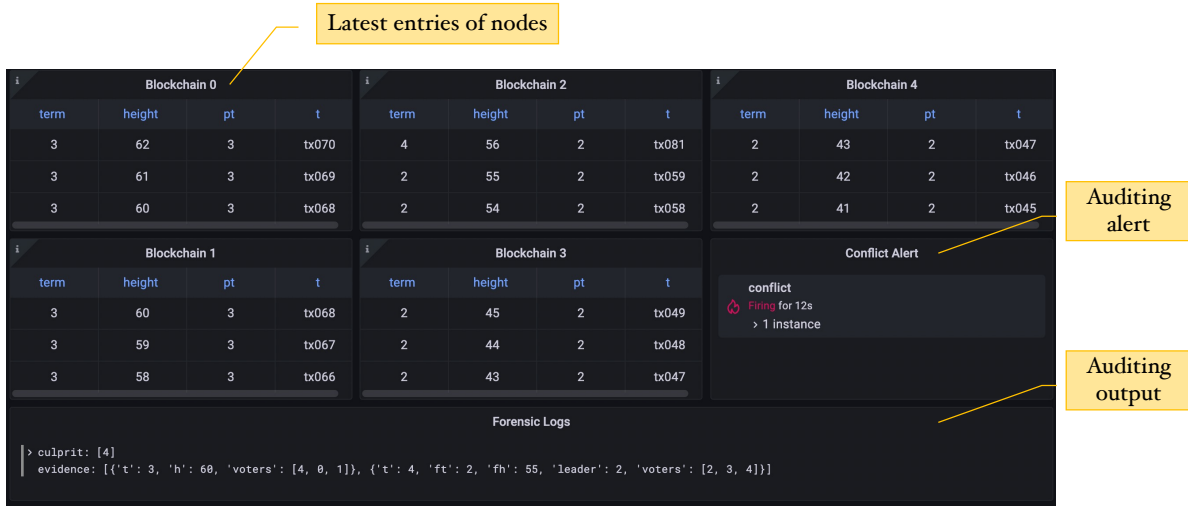 Latest entries of nodes
Blockchain 0
term height pt t
3 62 3 tx070
3 61 3 tx069
3 60 3 tx068
Blockchain 2
term height pt t
4 56 2 tx081
2 55 2 tx059
2 54 2 tx058
Blockchain 4
term height pt t
2 43 2 tx047
2 42 2 tx046
2 41 2 tx045
Auditing
alert
Blockchain 1
term height pt t
3 60 3 tx068
3 59 3 tx067
3 58 3 tx066
Blockchain 3
term height pt t
2 45 2 tx049
2 44 2 tx048
2 43 2 tx047
Conflict Alert
conflict
Firing for 12s
> 1 instance
Auditing
output
Forensic Logs
> culprit: [4]
evidence: [{'t': 3, 'h': 60, 'voters': [4, 0, 1]}, {'t': 4, 'ft': 2, 'fh': 55, 'leader': 2, 'voters': [2, 3, 4]}]